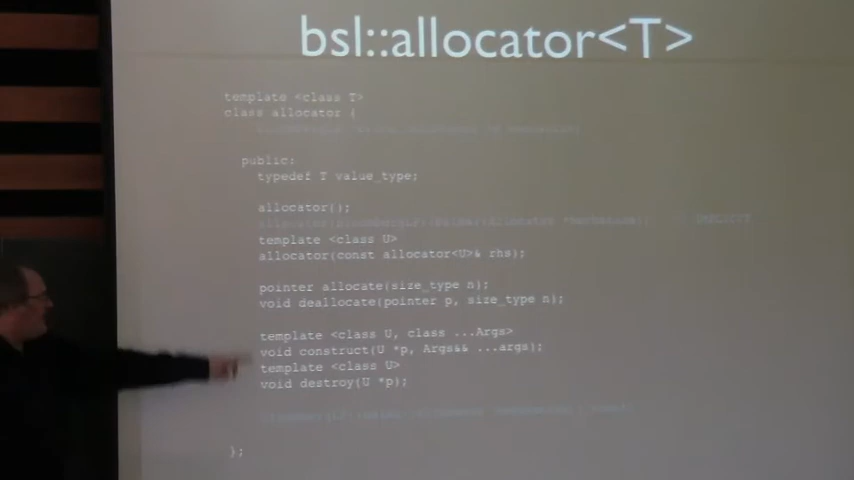 bsl::allocator<T>
template <class T>
class allocator {
public:
typedef T value_type;
allocator();
template <class U>
allocator(const allocator<U>& rhs);
pointer allocate(size_type n);
void deallocate(pointer p, size_type n);
template <class U, class ...Args>
void construct(U *p, Args&& ...args);
template <class U>
void destroy(U *p);
};